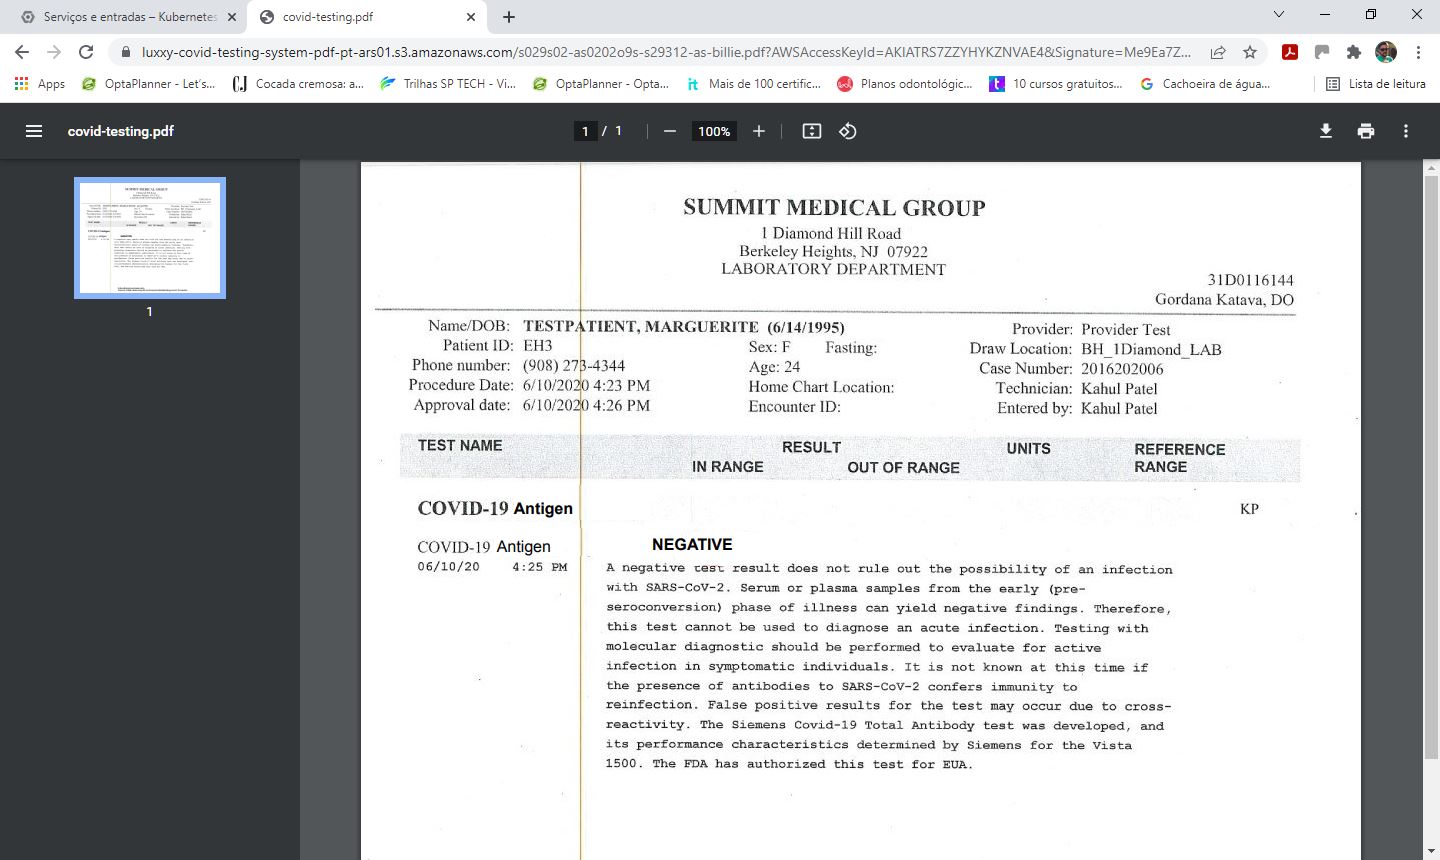 Serviços e entradas – Kubernetes
covid-testing.pdf
luxxy-covid-testing-system-pdf-pt-ars01.s3.amazonaws.com/s029s02-as0202o9s-s29312-as-billie.pdf?AWSAccessKeyId=AKIATRS7ZZYHYKZNVAE4&Signature=Me9Ea7Z...
Apps
OptaPlanner - Let's...
Cocada cremosa: a...
Trilhas SP TECH - Vi...
OptaPlanner - Opta...
Mais de 100 certific...
Planos odontológic...
10 cursos gratuitos...
Cachoeira de água...
Lista de leitura
covid-testing.pdf
1 / 1
100%
1
SUMMIT MEDICAL GROUP
1 Diamond Hill Road
Berkeley Heights, NJ 07922
LABORATORY DEPARTMENT
31D0116144
Gordana Katava, DO
Name/DOB: TESTPATIENT, MARGUERITE (6/14/1995)
Provider: Provider Test
Patient ID: EH3
Sex: F Fasting:
Draw Location: BH_1Diamond_LAB
Phone number: (908) 273-4344
Age: 24
Case Number: 2016202006
Procedure Date: 6/10/2020 4:23 PM
Home Chart Location:
Technician: Kahul Patel
Approval date: 6/10/2020 4:26 PM
Encounter ID:
Entered by: Kahul Patel
TEST NAME
RESULT
UNITS
REFERENCE
IN RANGE
OUT OF RANGE
RANGE
COVID-19 Antigen
KP
COVID-19 Antigen
NEGATIVE
06/10/20 4:25 PM
A negative test result does not rule out the possibility of an infection
with SARS-CoV-2. Serum or plasma samples from the early (pre-
seroconversion) phase of illness can yield negative findings. Therefore,
this test cannot be used to diagnose an acute infection. Testing with
molecular diagnostic should be performed to evaluate for active
infection in symptomatic individuals. It is not known at this time if
the presence of antibodies to SARS-CoV-2 confers immunity to
reinfection. False positive results for the test may occur due to cross-
reactivity. The Siemens Covid-19 Total Antibody test was developed, and
its performance characteristics determined by Siemens for the Vista
1500. The FDA has authorized this test for EUA.